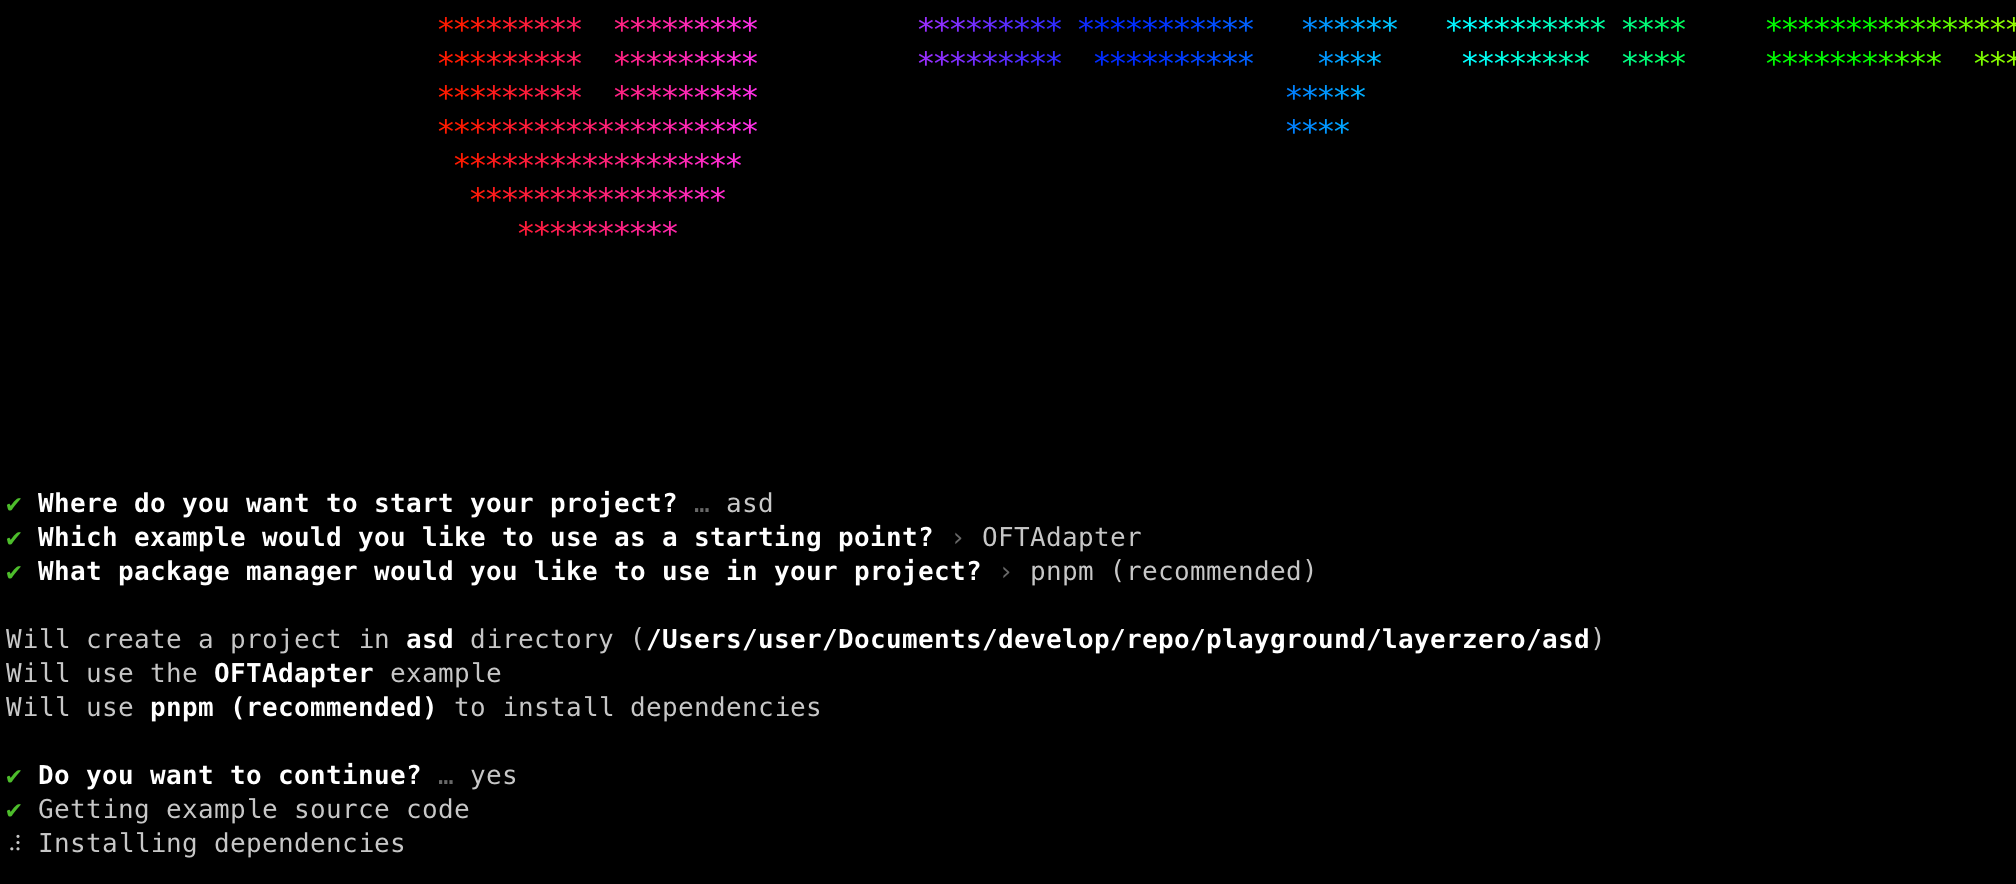 ✔ Where do you want to start your project? … asd
✔ Which example would you like to use as a starting point? › OFTAdapter
✔ What package manager would you like to use in your project? › pnpm (recommended)
Will create a project in asd directory (/Users/user/Documents/develop/repo/playground/layerzero/asd)
Will use the OFTAdapter example
Will use pnpm (recommended) to install dependencies
✔ Do you want to continue? … yes
✔ Getting example source code
⠼ Installing dependencies